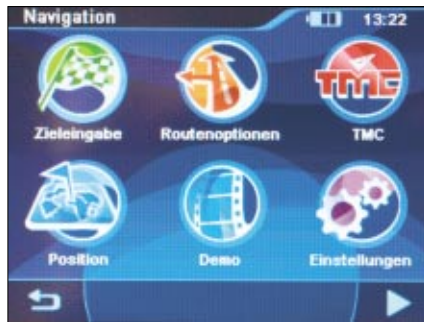 Navigation 13:22
TMC
Zieleingabe Routenoptionen TMC
Position Demo Einstellungen